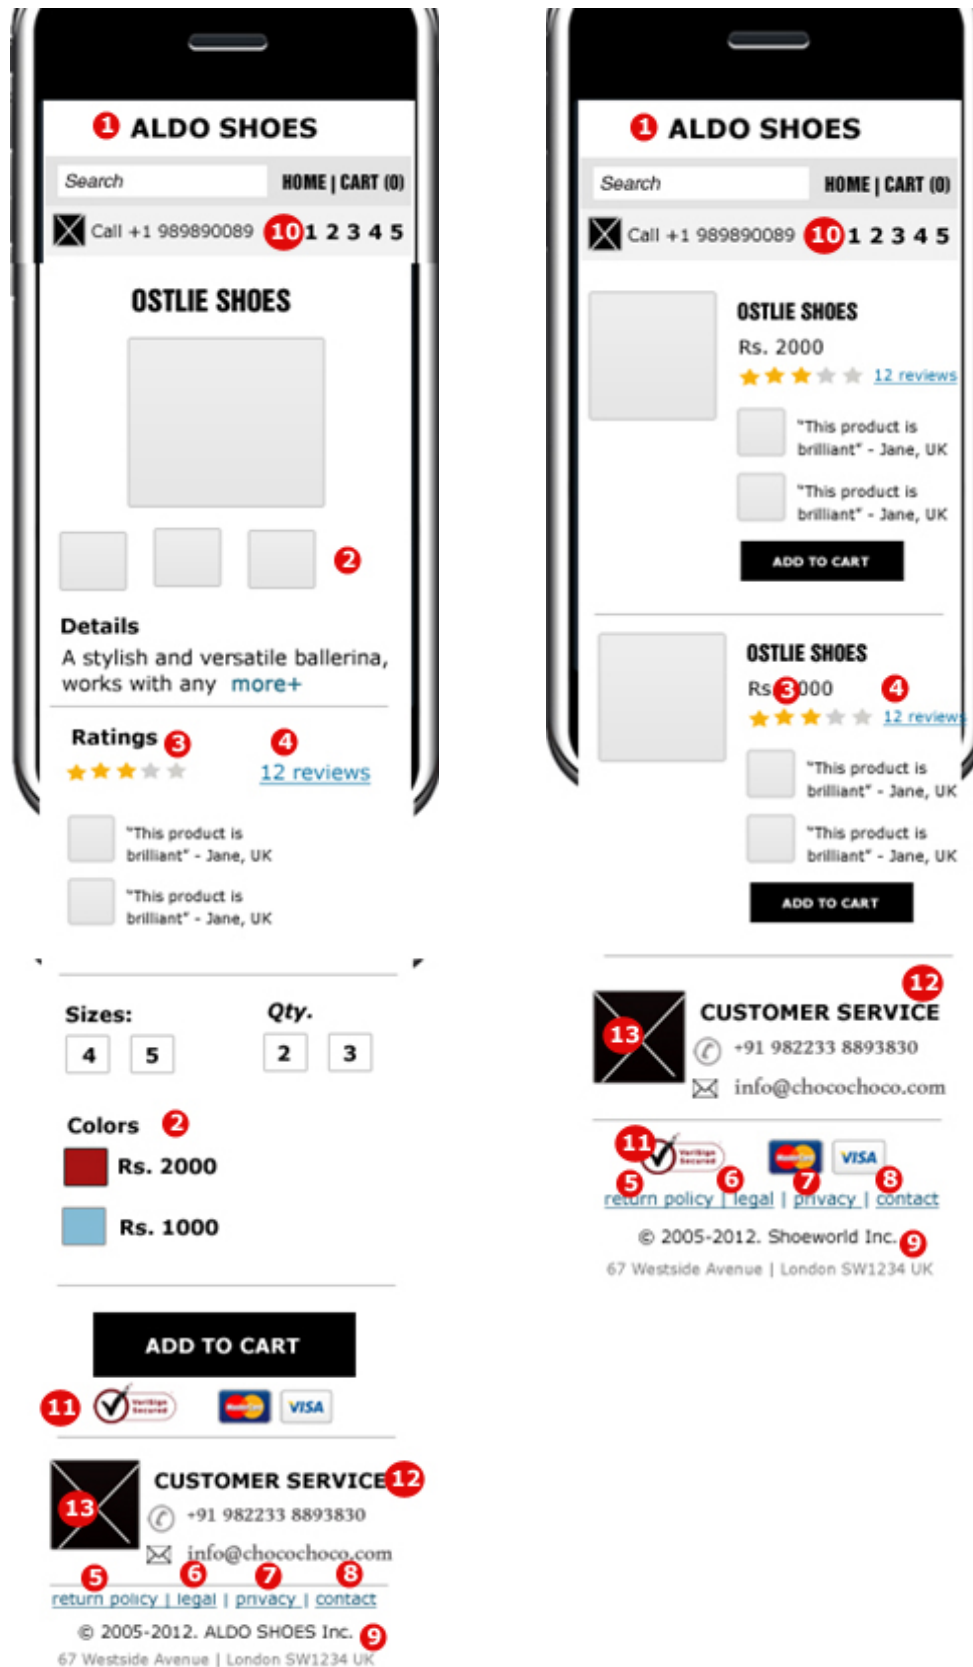 1 ALDO SHOES
Search HOME | CART (0)
Call +1 989890089 10 1 2 3 4 5
OSTLIE SHOES
2
Details
A stylish and versatile ballerina,
works with any more+
Ratings 3 4
12 reviews
"This product is
brilliant" - Jane, UK
"This product is
brilliant" - Jane, UK
Sizes: Qty.
4 5 2 3
Colors 2
Rs. 2000
Rs. 1000
ADD TO CART
11 VeriSign
Secured MasterCard VISA
CUSTOMER SERVICE 12
13 +91 982233 8893830
info@chocochoco.com
5 6 7 8
return policy | legal | privacy | contact
© 2005-2012. ALDO SHOES Inc. 9
67 Westside Avenue | London SW1234 UK
1 ALDO SHOES
Search HOME | CART (0)
Call +1 989890089 10 1 2 3 4 5
OSTLIE SHOES
Rs. 2000
12 reviews
"This product is
brilliant" - Jane, UK
"This product is
brilliant" - Jane, UK
ADD TO CART
OSTLIE SHOES
Rs. 3 000 4
12 reviews
"This product is
brilliant" - Jane, UK
"This product is
brilliant" - Jane, UK
ADD TO CART
12
CUSTOMER SERVICE
13 +91 982233 8893830
info@chocochoco.com
11 VeriSign
Secured MasterCard VISA
5 6 7 8
return policy | legal | privacy | contact
© 2005-2012. Shoeworld Inc. 9
67 Westside Avenue | London SW1234 UK